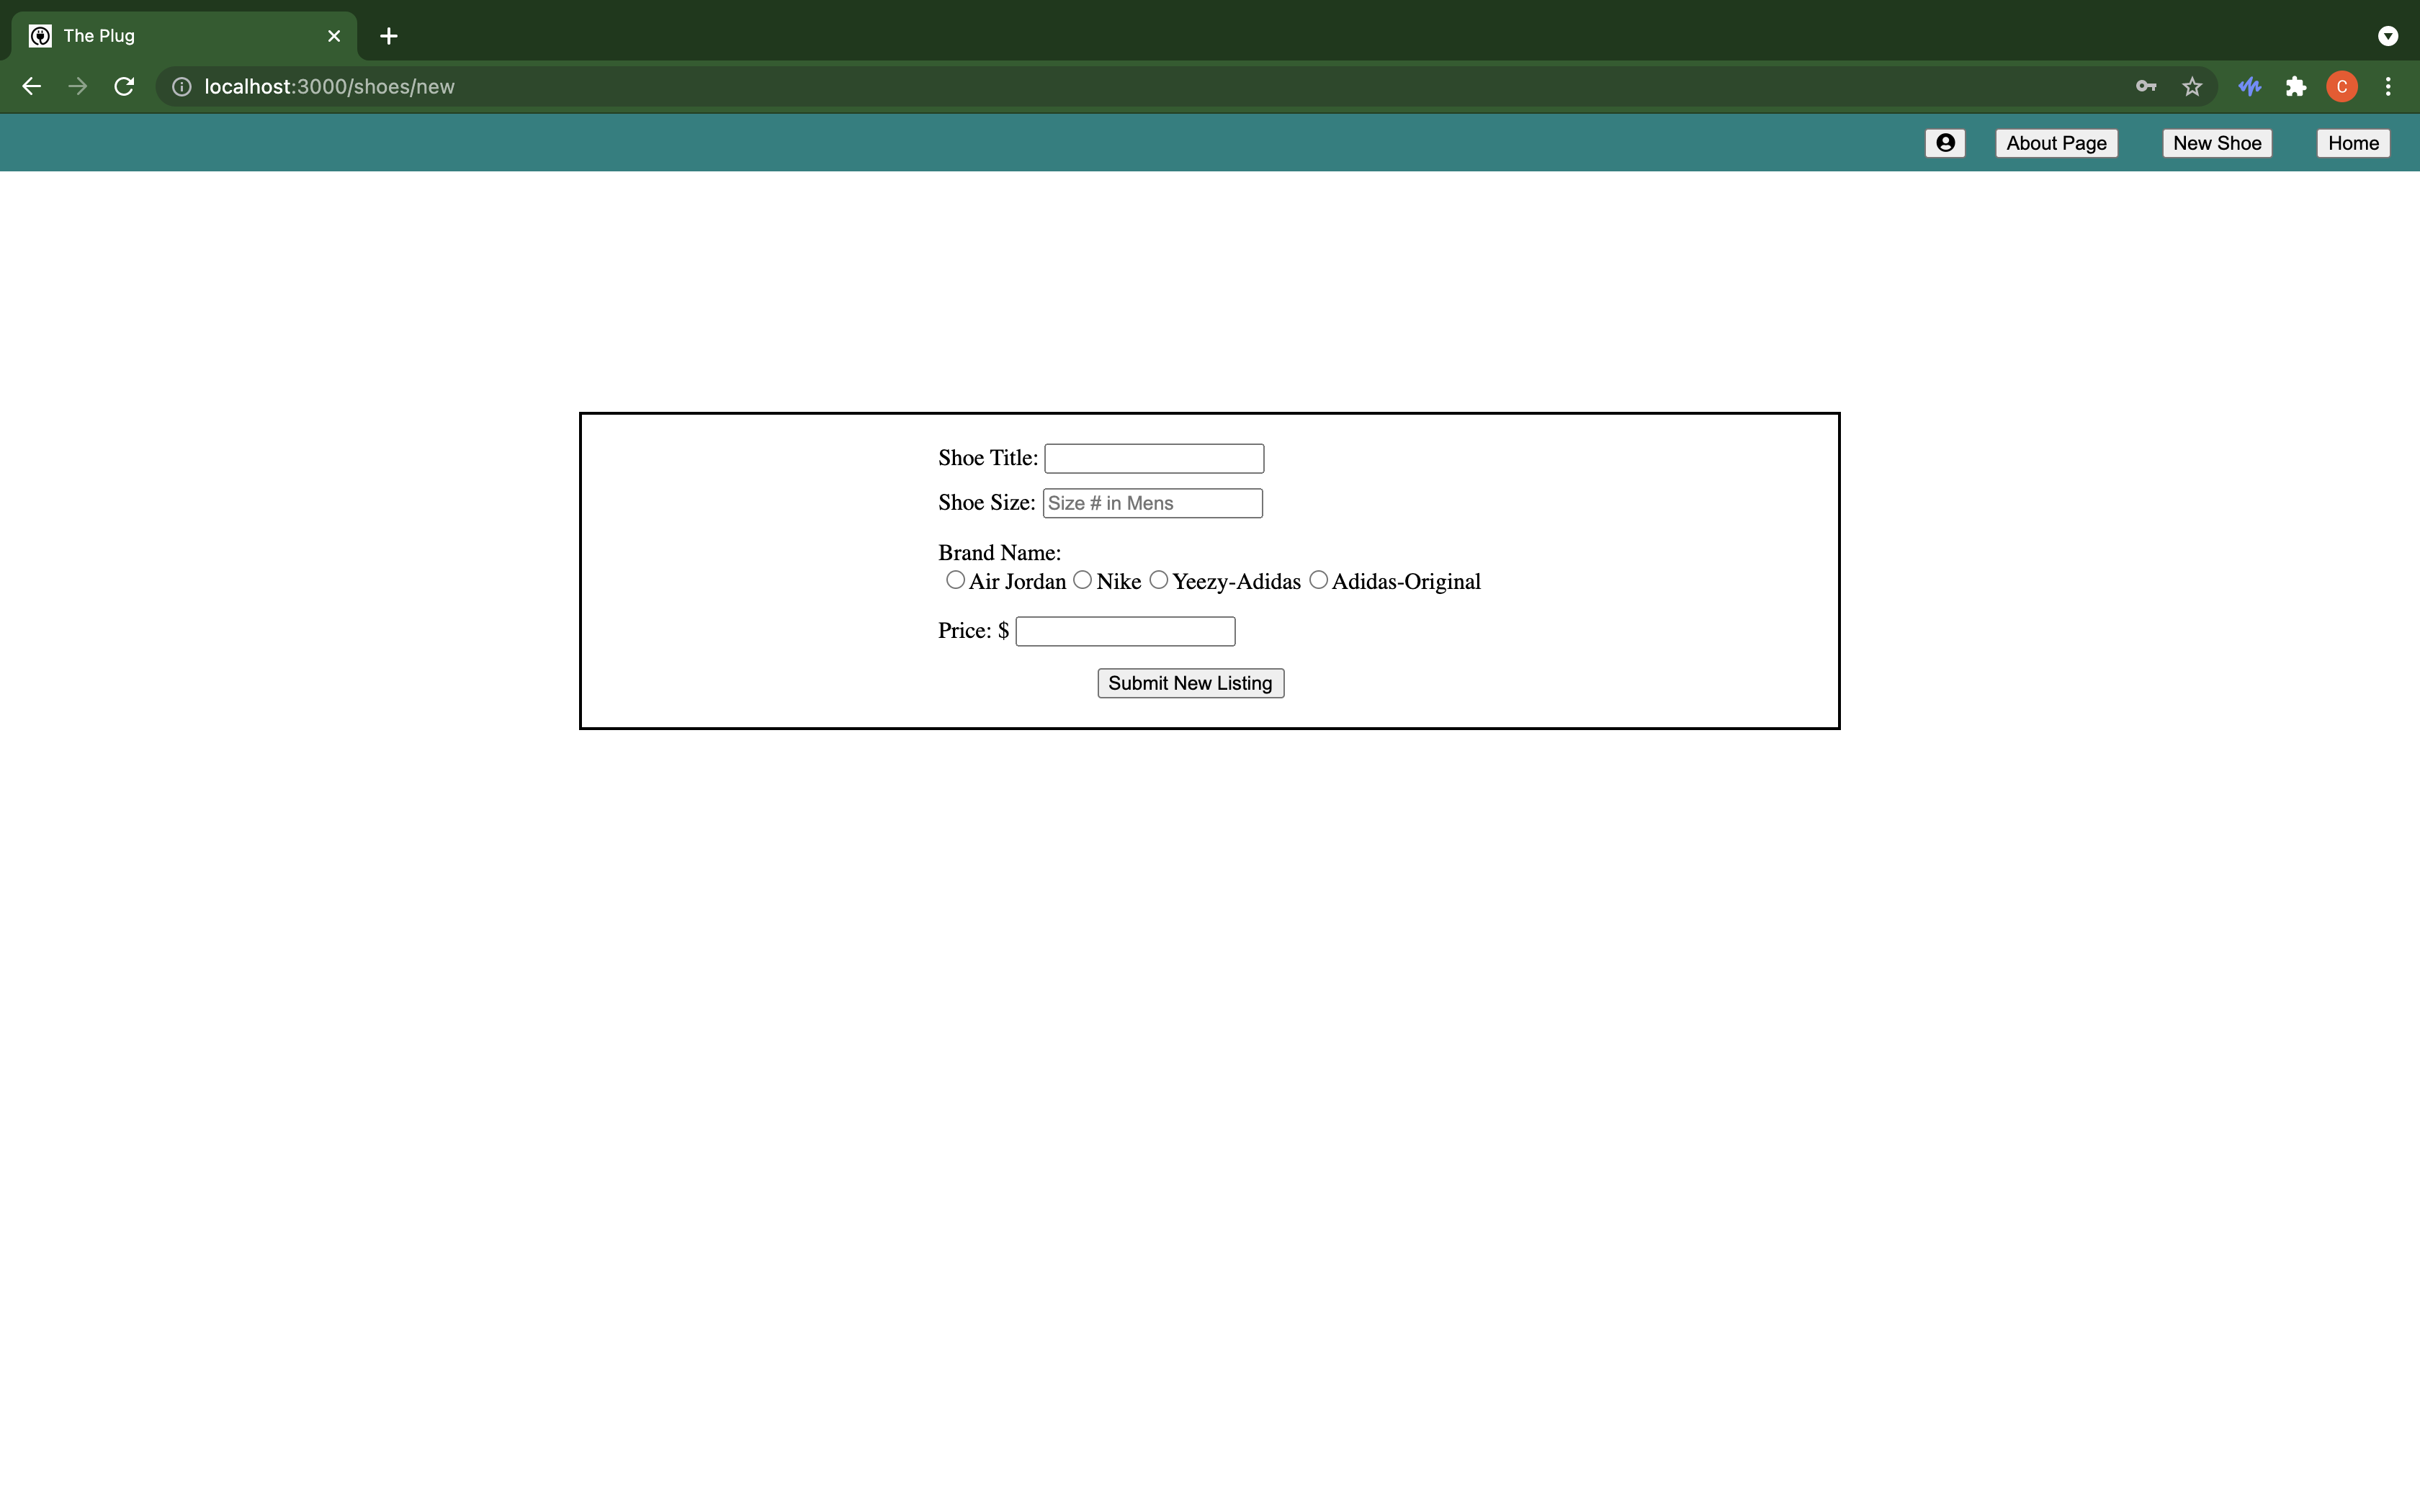 The Plug
localhost:3000/shoes/new
C
About Page New Shoe Home
Shoe Title:
Shoe Size: Size # in Mens
Brand Name:
Air Jordan Nike Yeezy-Adidas Adidas-Original
Price: $
Submit New Listing